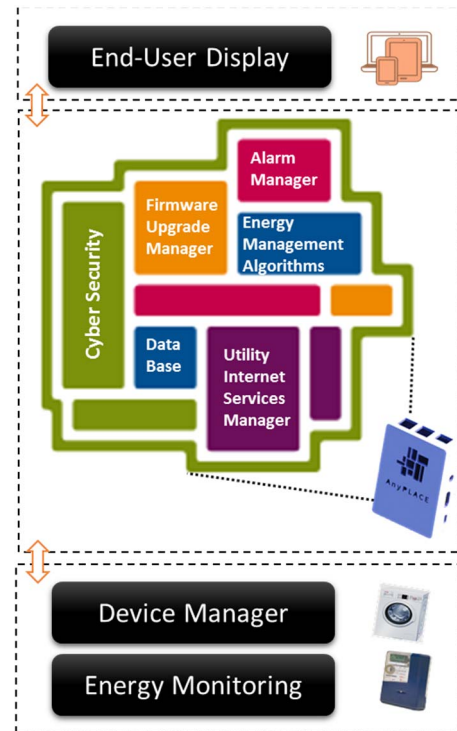 End-User Display
Alarm
Manager
Firmware
Upgrade
Manager
Energy
Management
Algorithms
Cyber Security
Data
Base
Utility
Internet
Services
Manager
AnyPLACE
Device Manager
Energy Monitoring